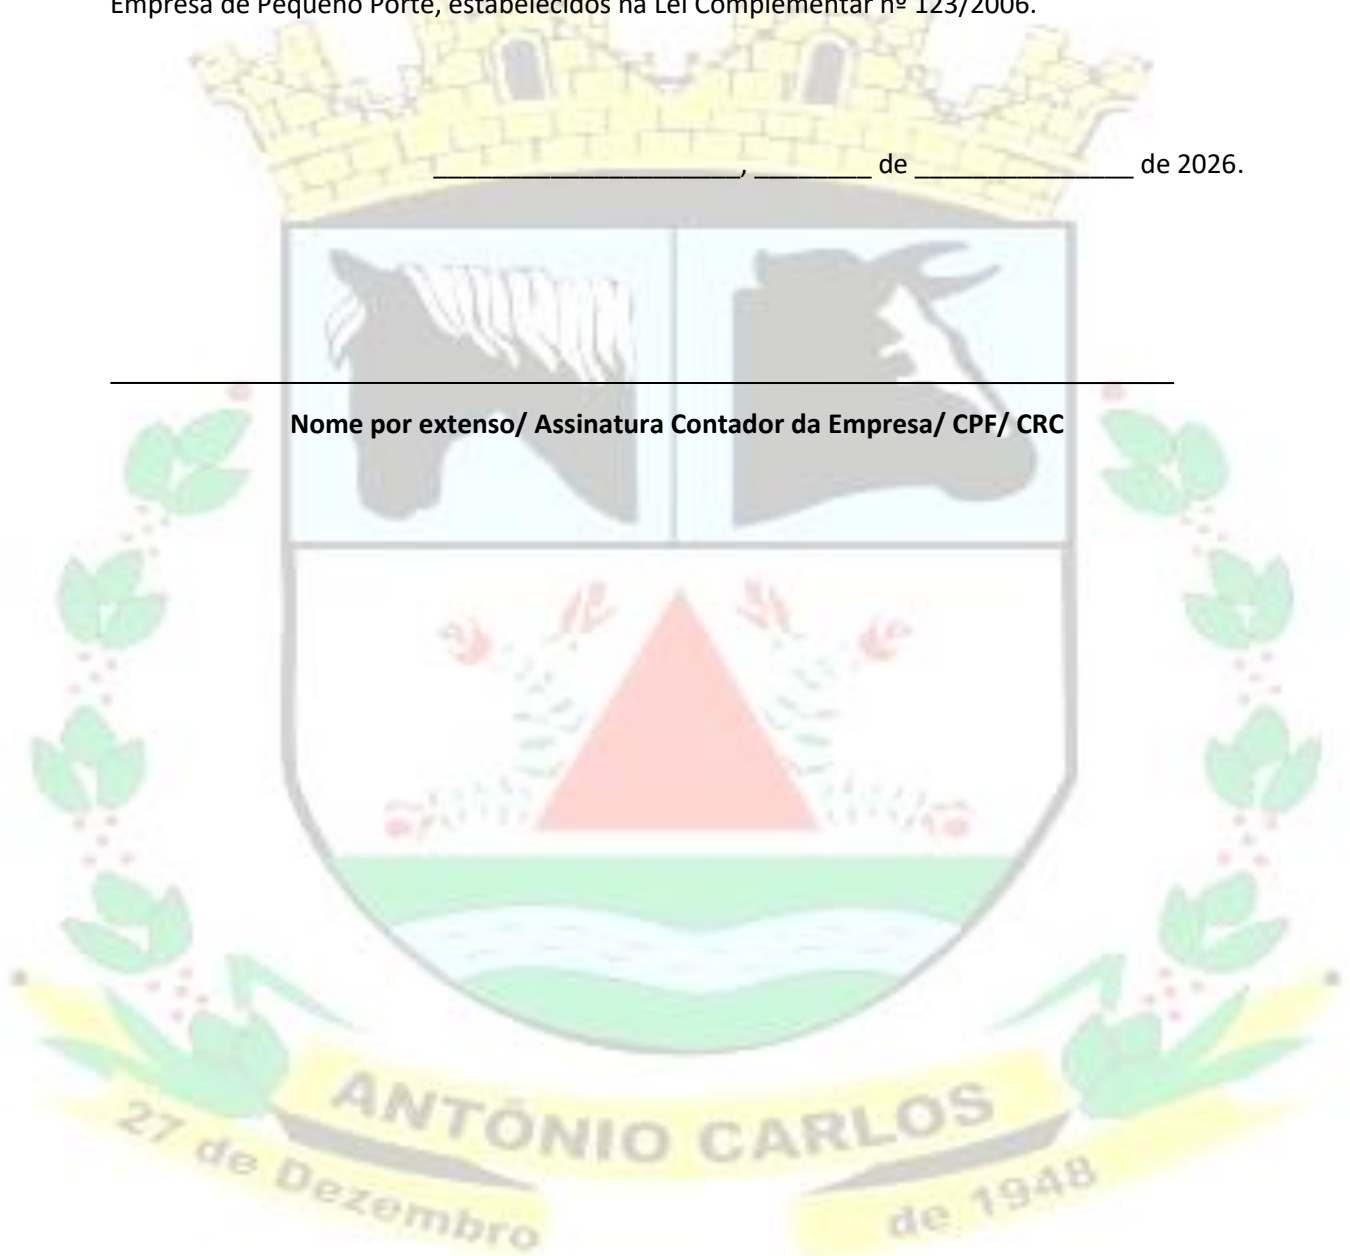 Empresa de Pequeno Porte, estabelecidos na Lei Complementar nº 123/2006.
_____________________, ________ de _______________ de 2026.
Nome por extenso/ Assinatura Contador da Empresa/ CPF/ CRC
ANTÔNIO CARLOS
27 de Dezembro
de 1948